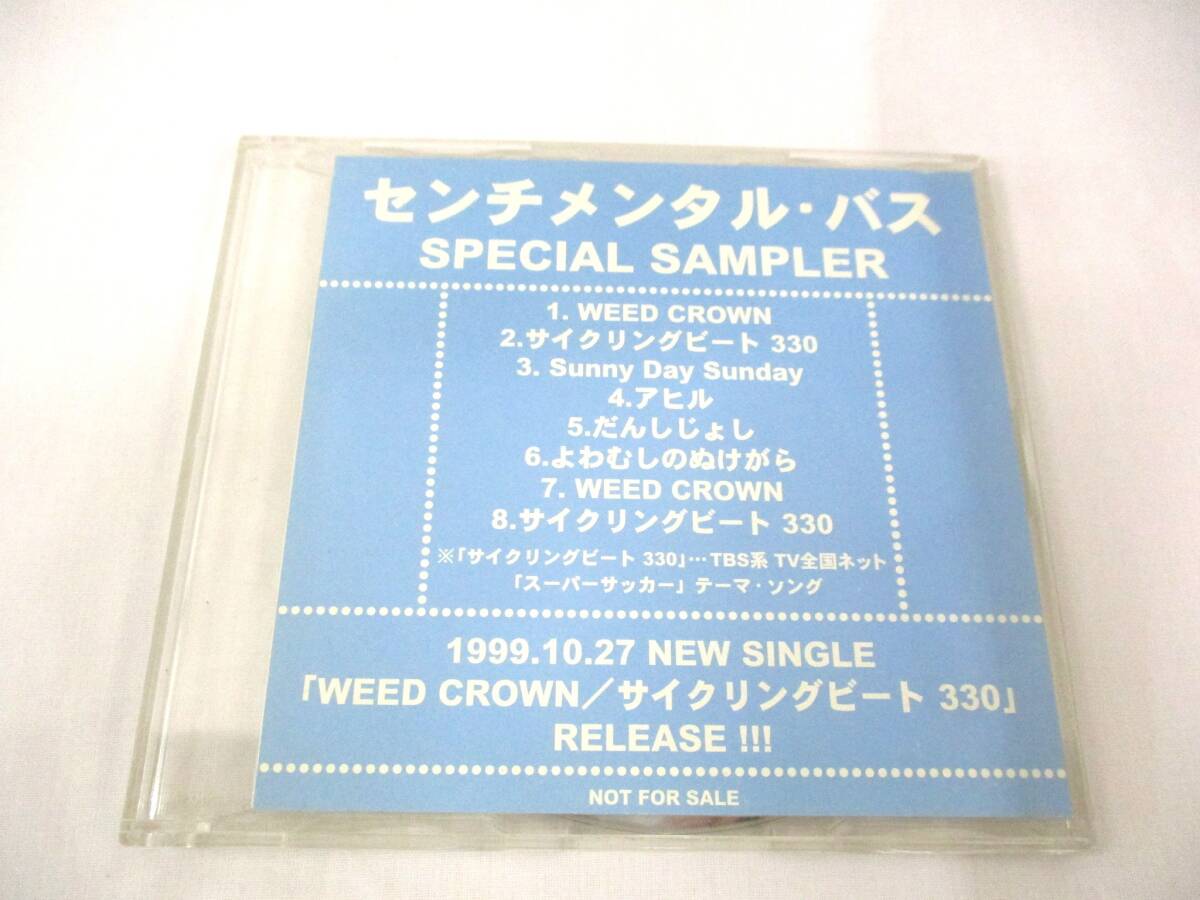 センチメンタル・バス
SPECIAL SAMPLER
1. WEED CROWN
2.サイクリングビート 330
3. Sunny Day Sunday
4.アヒル
5.だんしじょし
6.よわむしのぬけがら
7. WEED CROWN
8.サイクリングビート 330
※「サイクリングビート 330」…TBS系 TV全国ネット
「スーパーサッカー」テーマ・ソング
1999.10.27 NEW SINGLE
「WEED CROWN／サイクリングビート 330」
RELEASE !!!
NOT FOR SALE